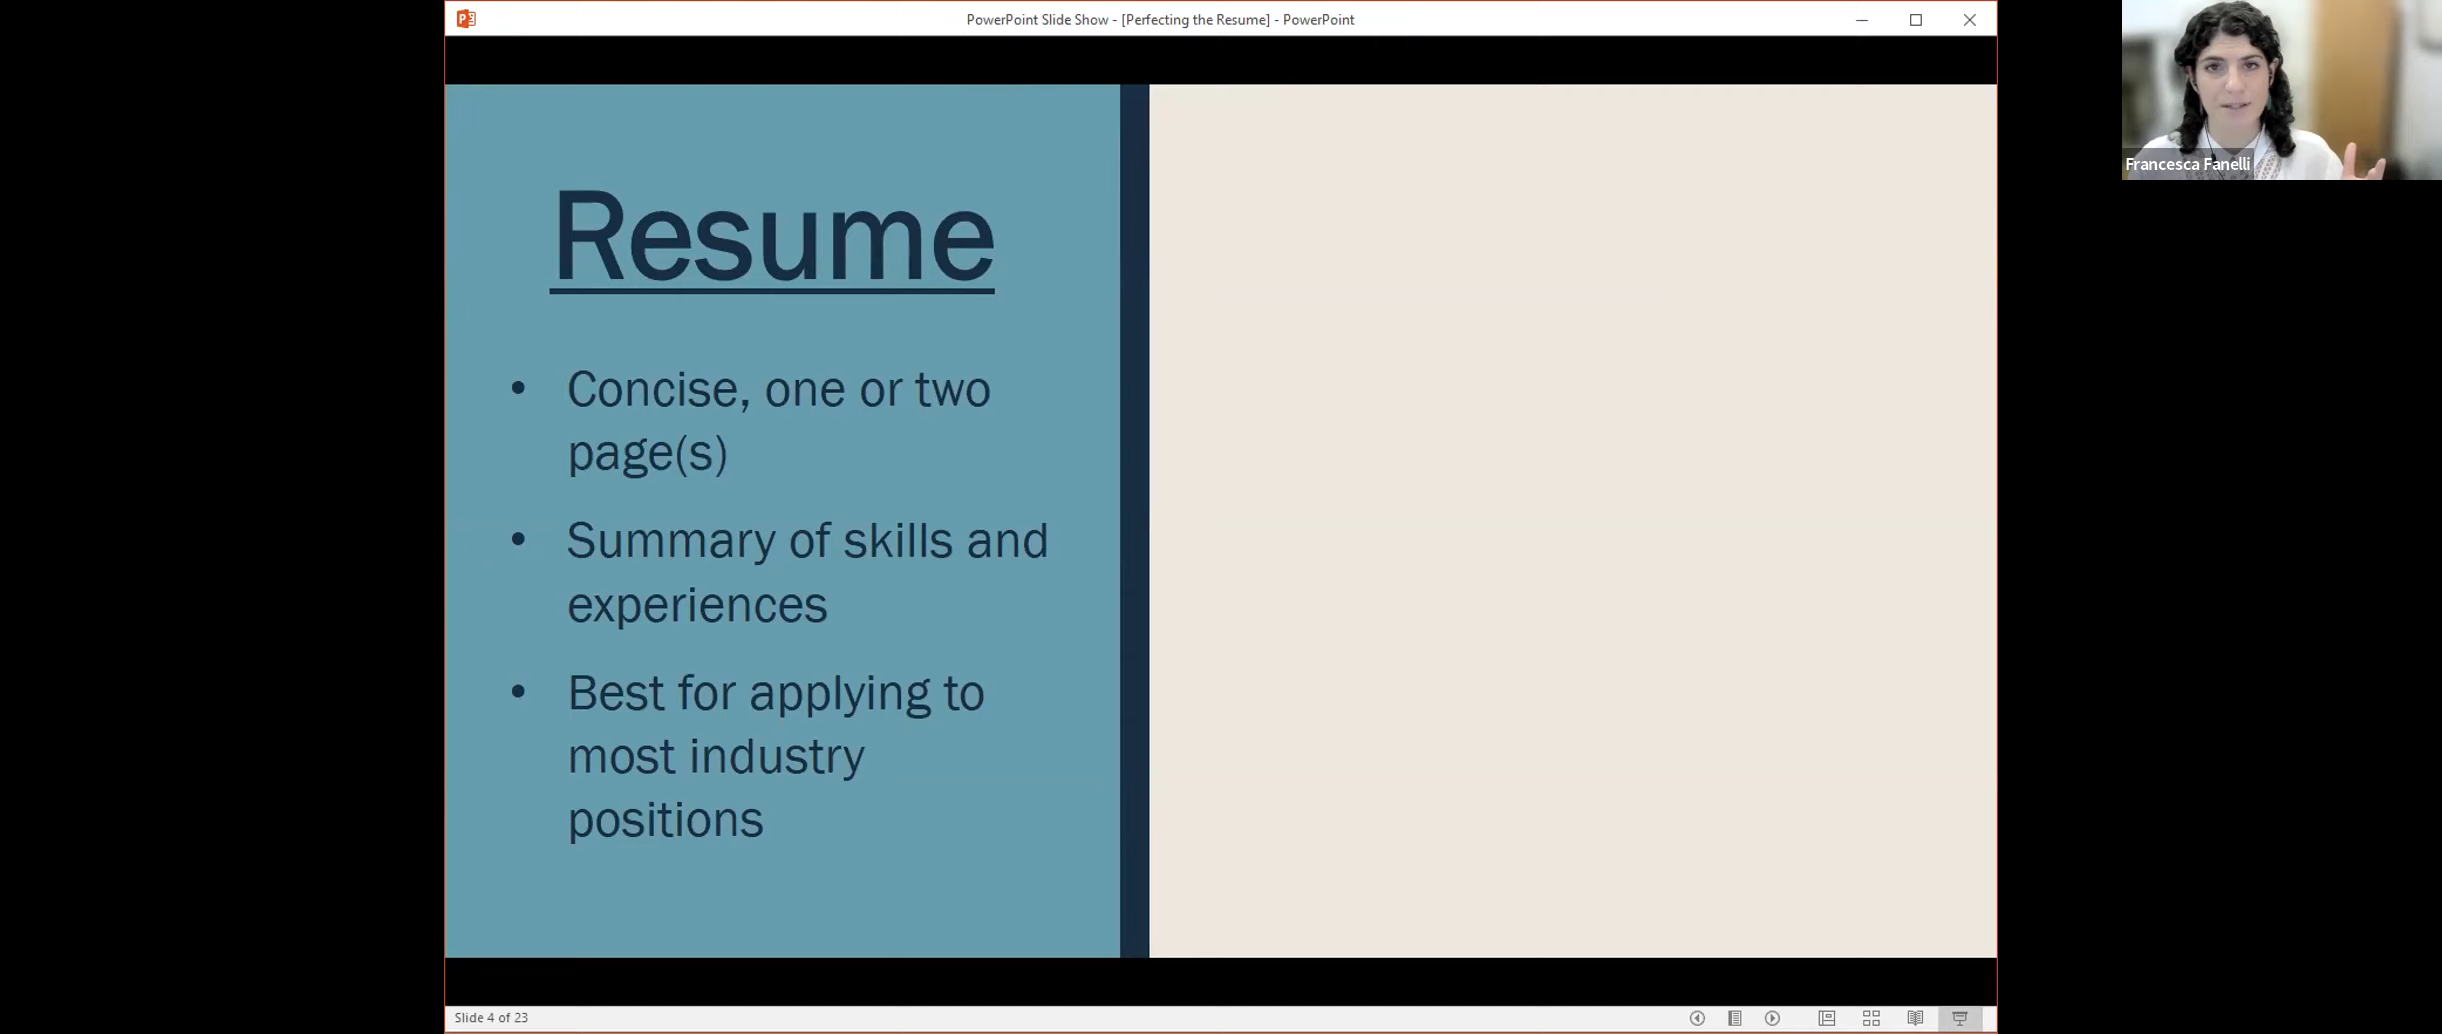 PowerPoint Slide Show - [Perfecting the Resume] - PowerPoint
Francesca Fanelli
Resume
• Concise, one or two
page(s)
• Summary of skills and
experiences
• Best for applying to
most industry
positions
Slide 4 of 23